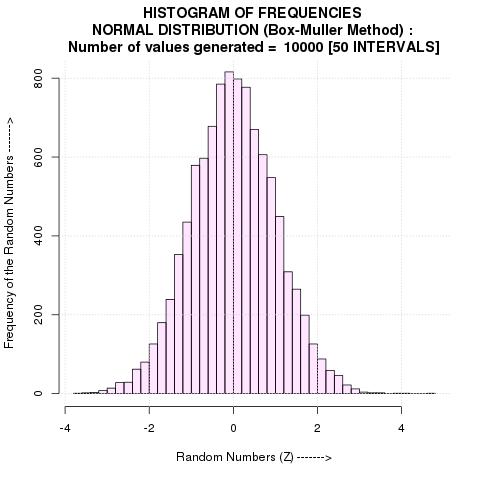 HISTOGRAM OF FREQUENCIES
NORMAL DISTRIBUTION (Box-Muller Method) :
Number of values generated = 10000 [50 INTERVALS]
Frequency of the Random Numbers ------->
800
600
400
200
0
-4 -2 0 2 4
Random Numbers (Z) ------->